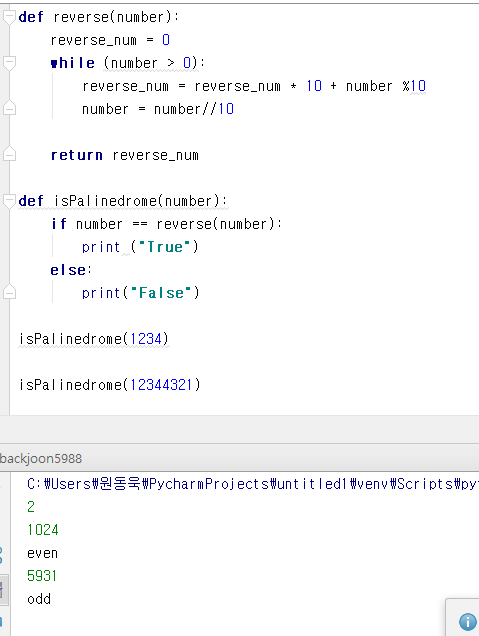 def reverse(number):
reverse_num = 0
while (number > 0):
reverse_num = reverse_num * 10 + number %10
number = number//10
return reverse_num
def isPalinedrome(number):
if number == reverse(number):
print ("True")
else:
print("False")
isPalinedrome(1234)
isPalinedrome(12344321)
backjoon5988
C:₩Users₩원동욱₩PycharmProjects₩untitled1₩venv₩Scripts₩py
2
1024
even
5931
odd